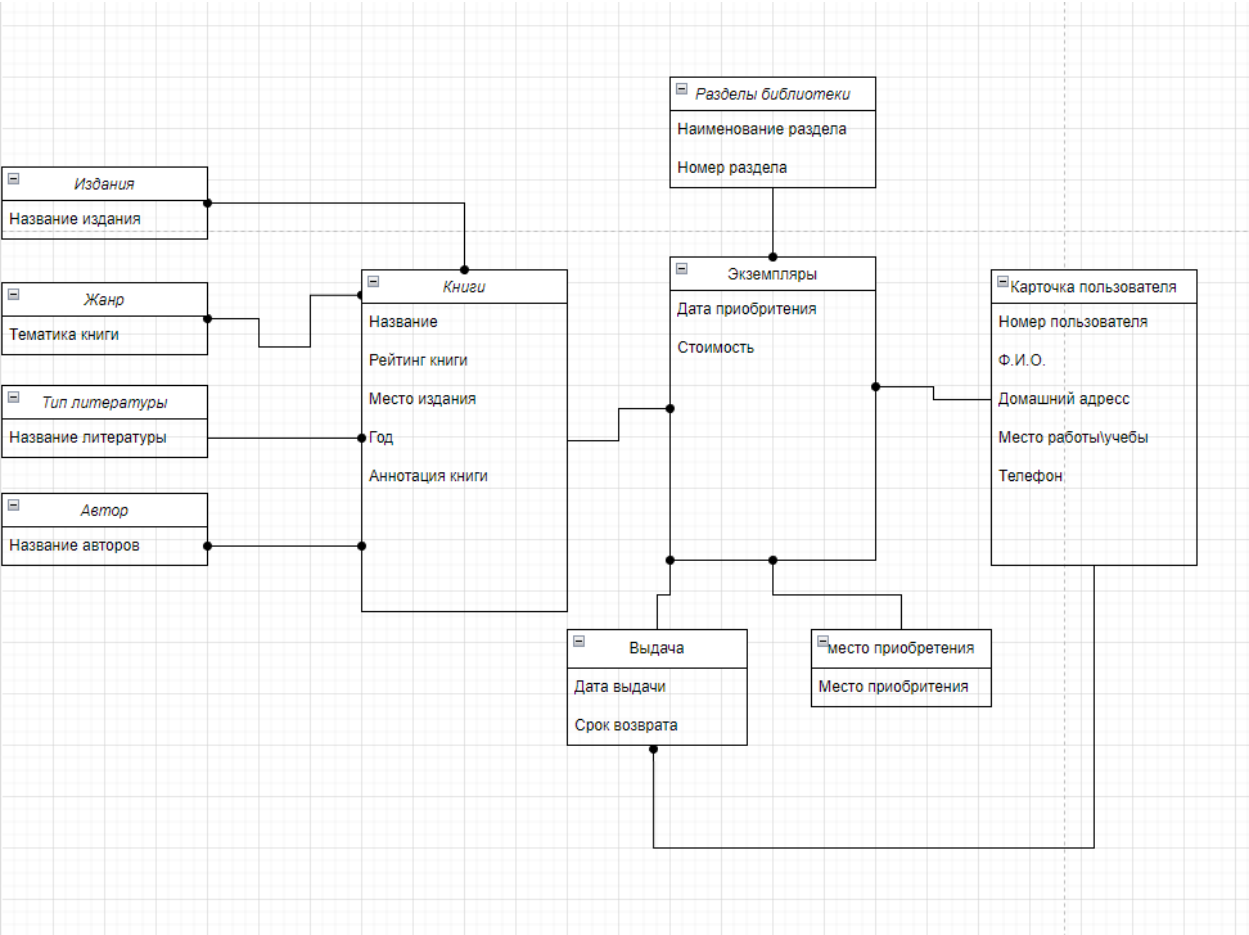 Разделы библиотеки
Наименование раздела
Номер раздела
Издания
Название издания
Жанр
Тематика книги
Тип литературы
Название литературы
Автор
Название авторов
Книги
Название
Рейтинг книги
Место издания
Год
Аннотация книги
Экземпляры
Дата приобритения
Стоимость
Карточка пользователя
Номер пользователя
Ф.И.О.
Домашний адресс
Место работы\учебы
Телефон
Выдача
Дата выдачи
Срок возврата
место приобретения
Место приобритения